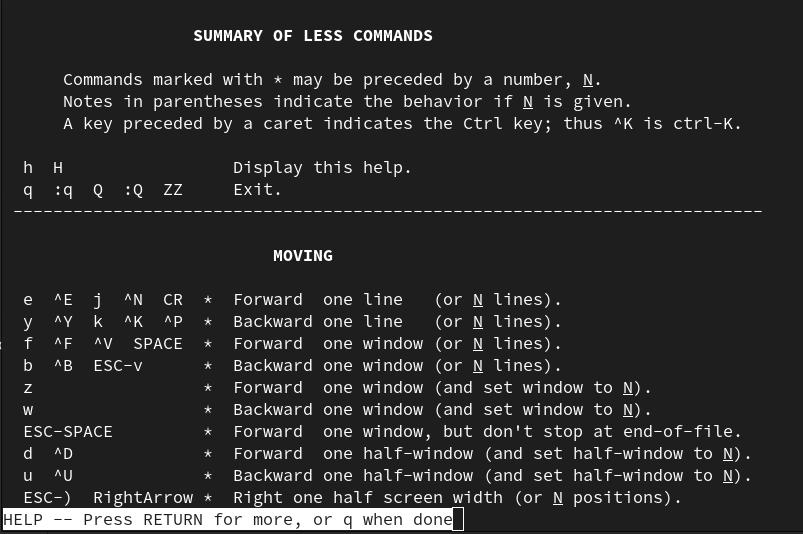 SUMMARY OF LESS COMMANDS
Commands marked with * may be preceded by a number, N.
Notes in parentheses indicate the behavior if N is given.
A key preceded by a caret indicates the Ctrl key; thus ^K is ctrl-K.
h  H                 Display this help.
q  :q  Q  :Q  ZZ     Exit.
---------------------------------------------------------------------------
MOVING
e  ^E  j  ^N  CR  *  Forward  one line   (or N lines).
y  ^Y  k  ^K  ^P  *  Backward one line   (or N lines).
f  ^F  ^V  SPACE  *  Forward  one window (or N lines).
b  ^B  ESC-v      *  Backward one window (or N lines).
z                 *  Forward  one window (and set window to N).
w                 *  Backward one window (and set window to N).
ESC-SPACE         *  Forward  one window, but don't stop at end-of-file.
d  ^D             *  Forward  one half-window (and set half-window to N).
u  ^U             *  Backward one half-window (and set half-window to N).
ESC-)  RightArrow *  Right one half screen width (or N positions).
HELP -- Press RETURN for more, or q when done